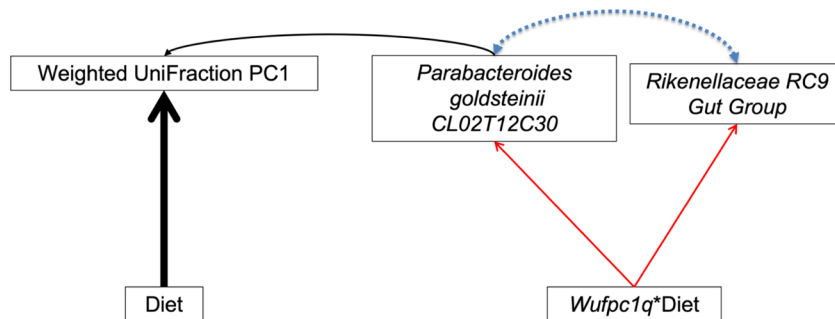 Weighted UniFraction PC1
Parabacteroides
goldsteinii
CL02T12C30
Rikenellaceae RC9
Gut Group
Diet
Wufpc1q*Diet